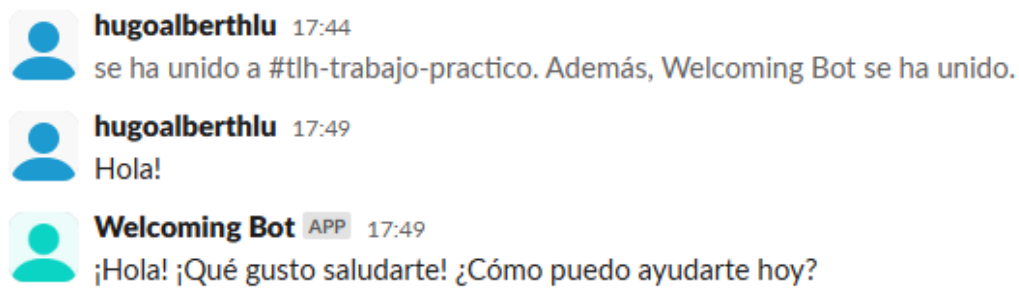 hugoalberthlu 17:44
se ha unido a #tlh-trabajo-practico. Además, Welcoming Bot se ha unido.
hugoalberthlu 17:49
Hola!
Welcoming Bot APP 17:49
¡Hola! ¡Qué gusto saludarte! ¿Cómo puedo ayudarte hoy?